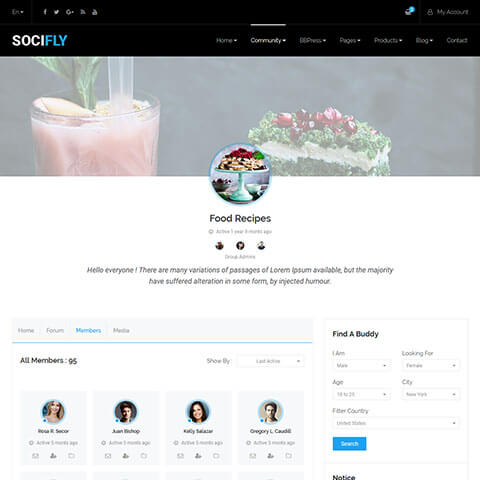 En
My Account
SOCIFLY
Home Community BBPress Pages Products Blog Contact
Food Recipes
Active 1 year 9 months ago
Group Admins
Hello everyone ! There are many variations of passages of Lorem Ipsum available, but the majority
have suffered alteration in some form, by injected humour.
Home Forum Members Media
All Members : 95
Show By : Last Active
Rosa R. Secor
Active 5 month ago
Juan Bishop
Active 5 month ago
Kelly Salazar
Active 5 month ago
Gregory L. Caudill
Active 5 month ago
Find A Buddy
I Am Looking For
Male Female
Age City
18 to 25 New York
Filter Country
United States
Search
Notice